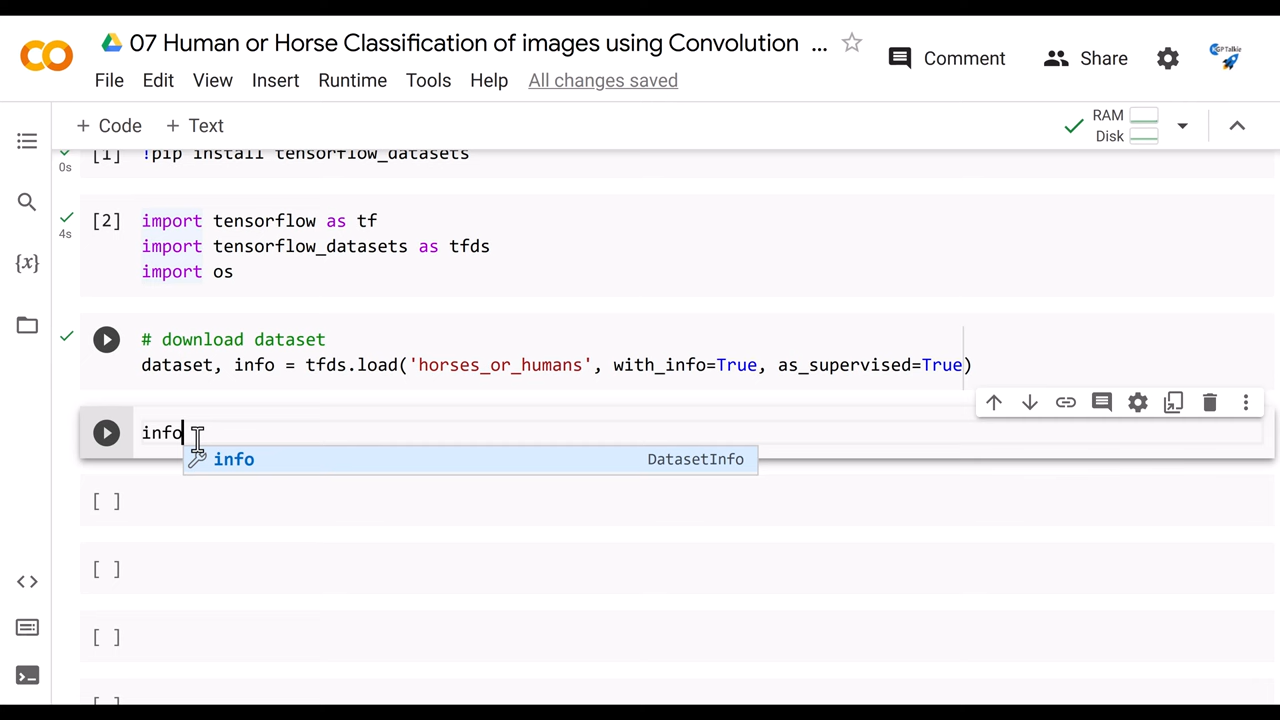 07 Human or Horse Classification of images using Convolution ...
File Edit View Insert Runtime Tools Help All changes saved
Comment
Share
KGP Talkie
+ Code + Text
RAM
Disk
[1] !pip install tensorflow_datasets
0s
[2] import tensorflow as tf
4s
import tensorflow_datasets as tfds
import os
# download dataset
dataset, info = tfds.load('horses_or_humans', with_info=True, as_supervised=True)
info
info DatasetInfo
[ ]
[ ]
[ ]
[ ]
{x}
<>